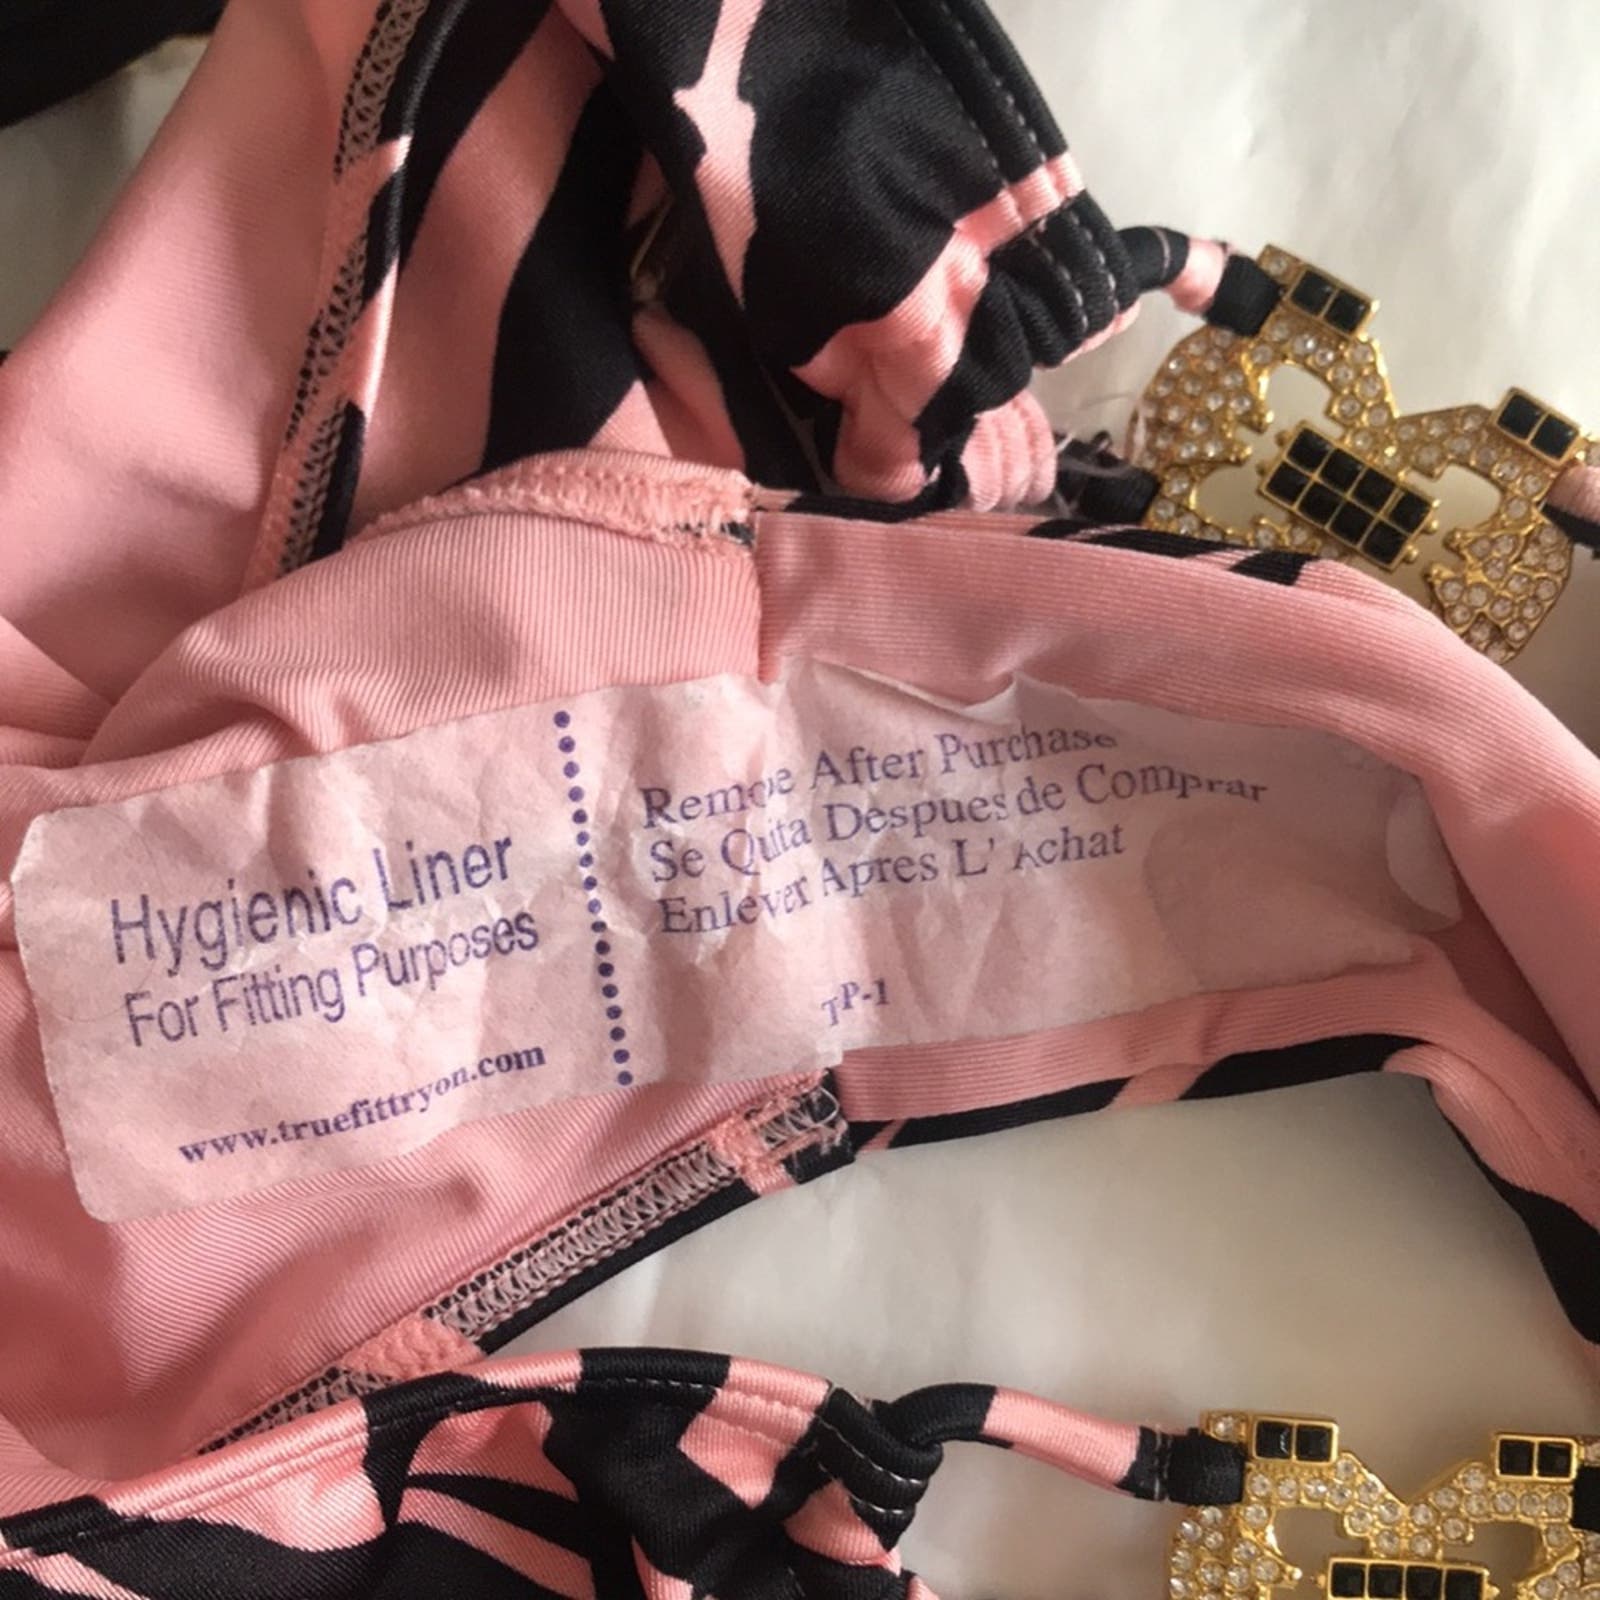 Hygienic Liner
For Fitting Purposes
www.truefittryon.com
Remove After Purchase
Se Quita Despues de Comprar
Enlever Apres L' Achat
TP-1